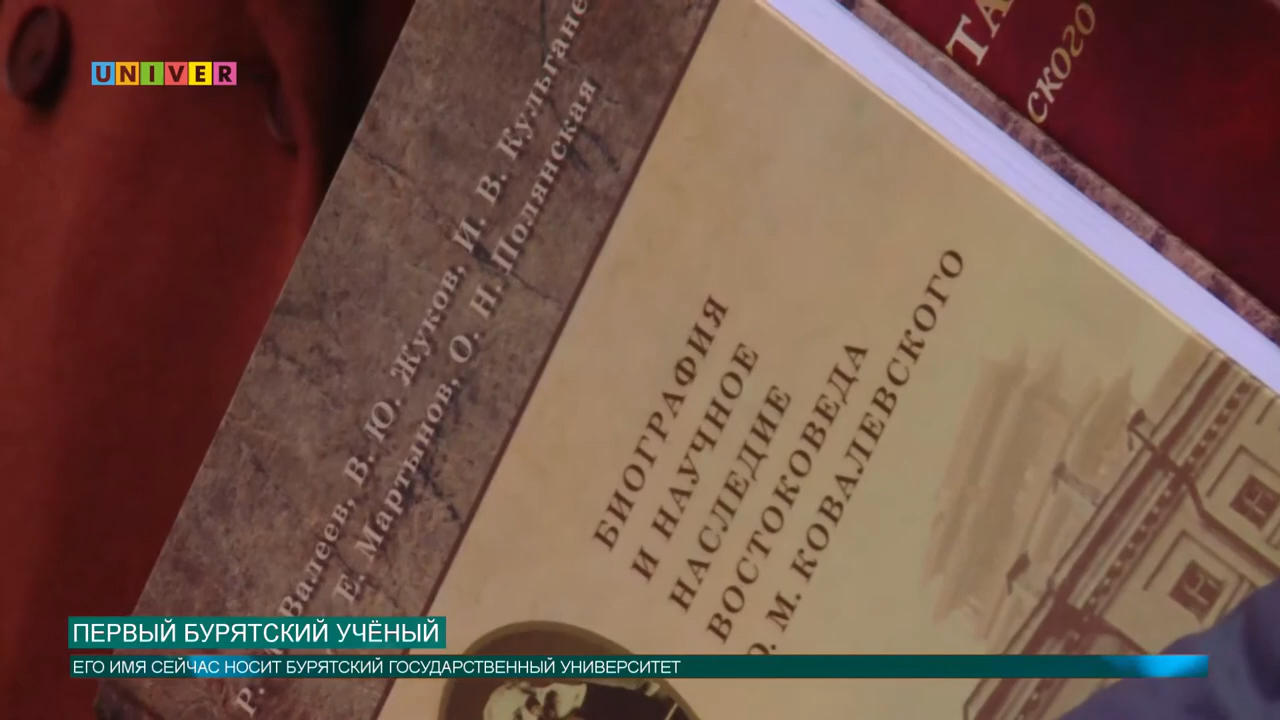 UNIVER
ТА
ского
Р. Валеев, В. Ю. Жуков, И. В. Кульгане
Е. Мартынов, О. Н. Полянская
БИОГРАФИЯ
И НАУЧНОЕ
НАСЛЕДИЕ
ВОСТОКОВЕДА
М. КОВАЛЕВСКОГО
ПЕРВЫЙ БУРЯТСКИЙ УЧЁНЫЙ
ЕГО ИМЯ СЕЙЧАС НОСИТ БУРЯТСКИЙ ГОСУДАРСТВЕННЫЙ УНИВЕРСИТЕТ